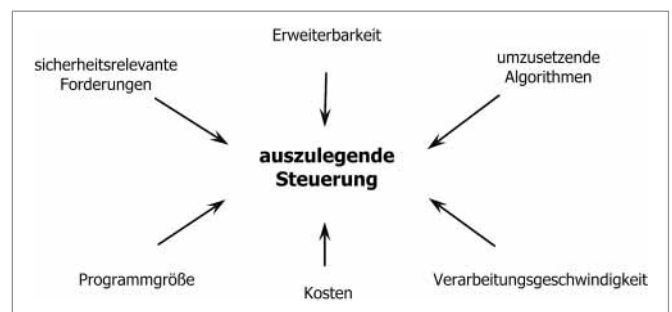 Erweiterbarkeit
sicherheitsrelevante
Forderungen
umzusetzende
Algorithmen
auszulegende
Steuerung
Programmgröße
Kosten
Verarbeitungsgeschwindigkeit